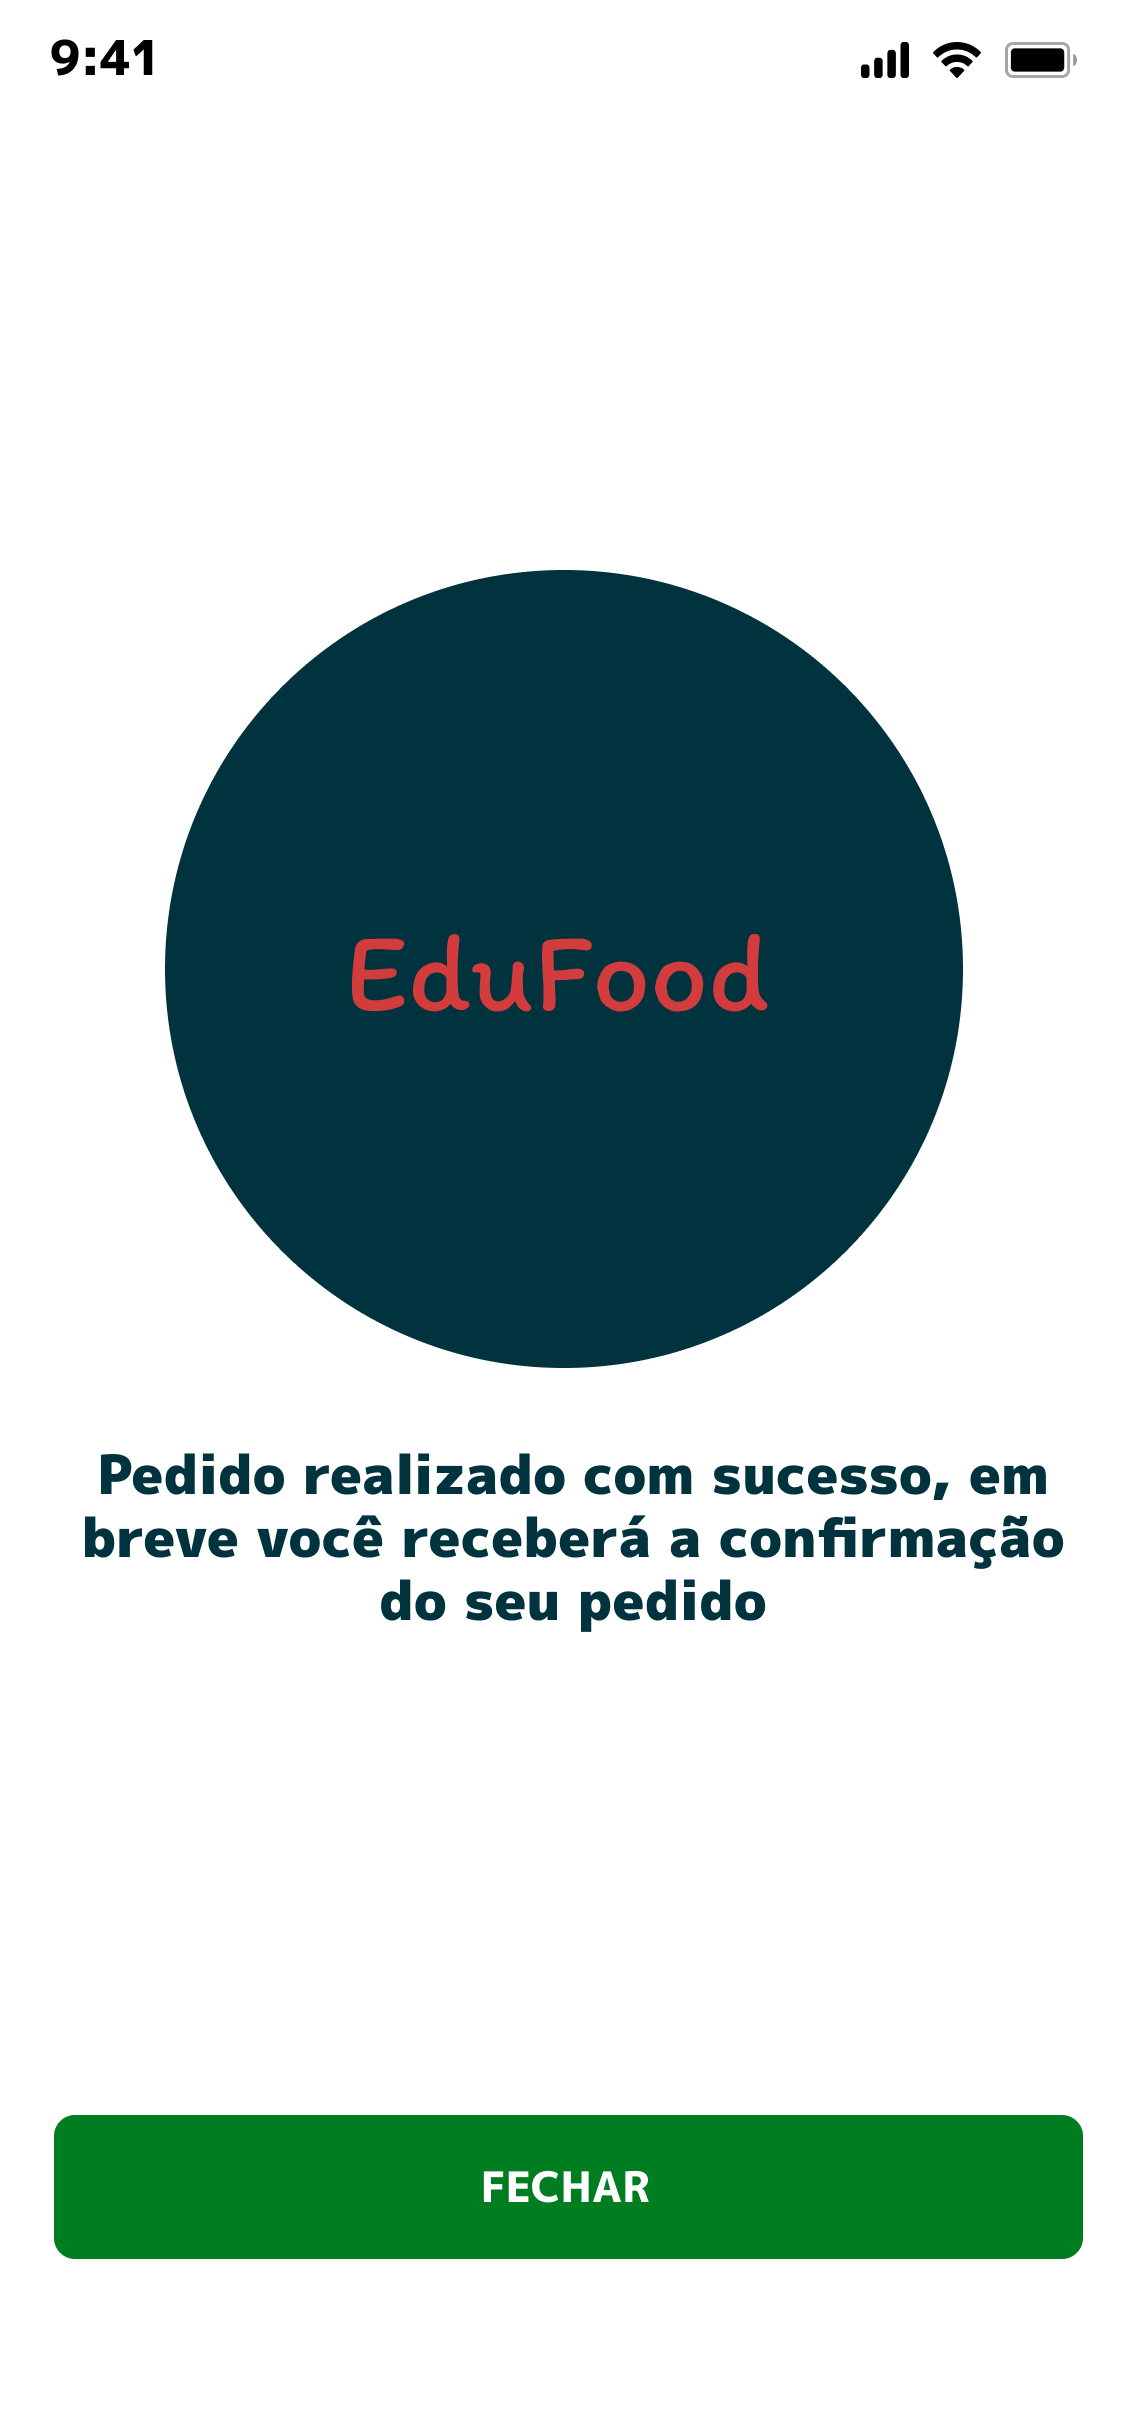 9:41
EduFood
Pedido realizado com sucesso, em
breve você receberá a confirmação
do seu pedido
FECHAR